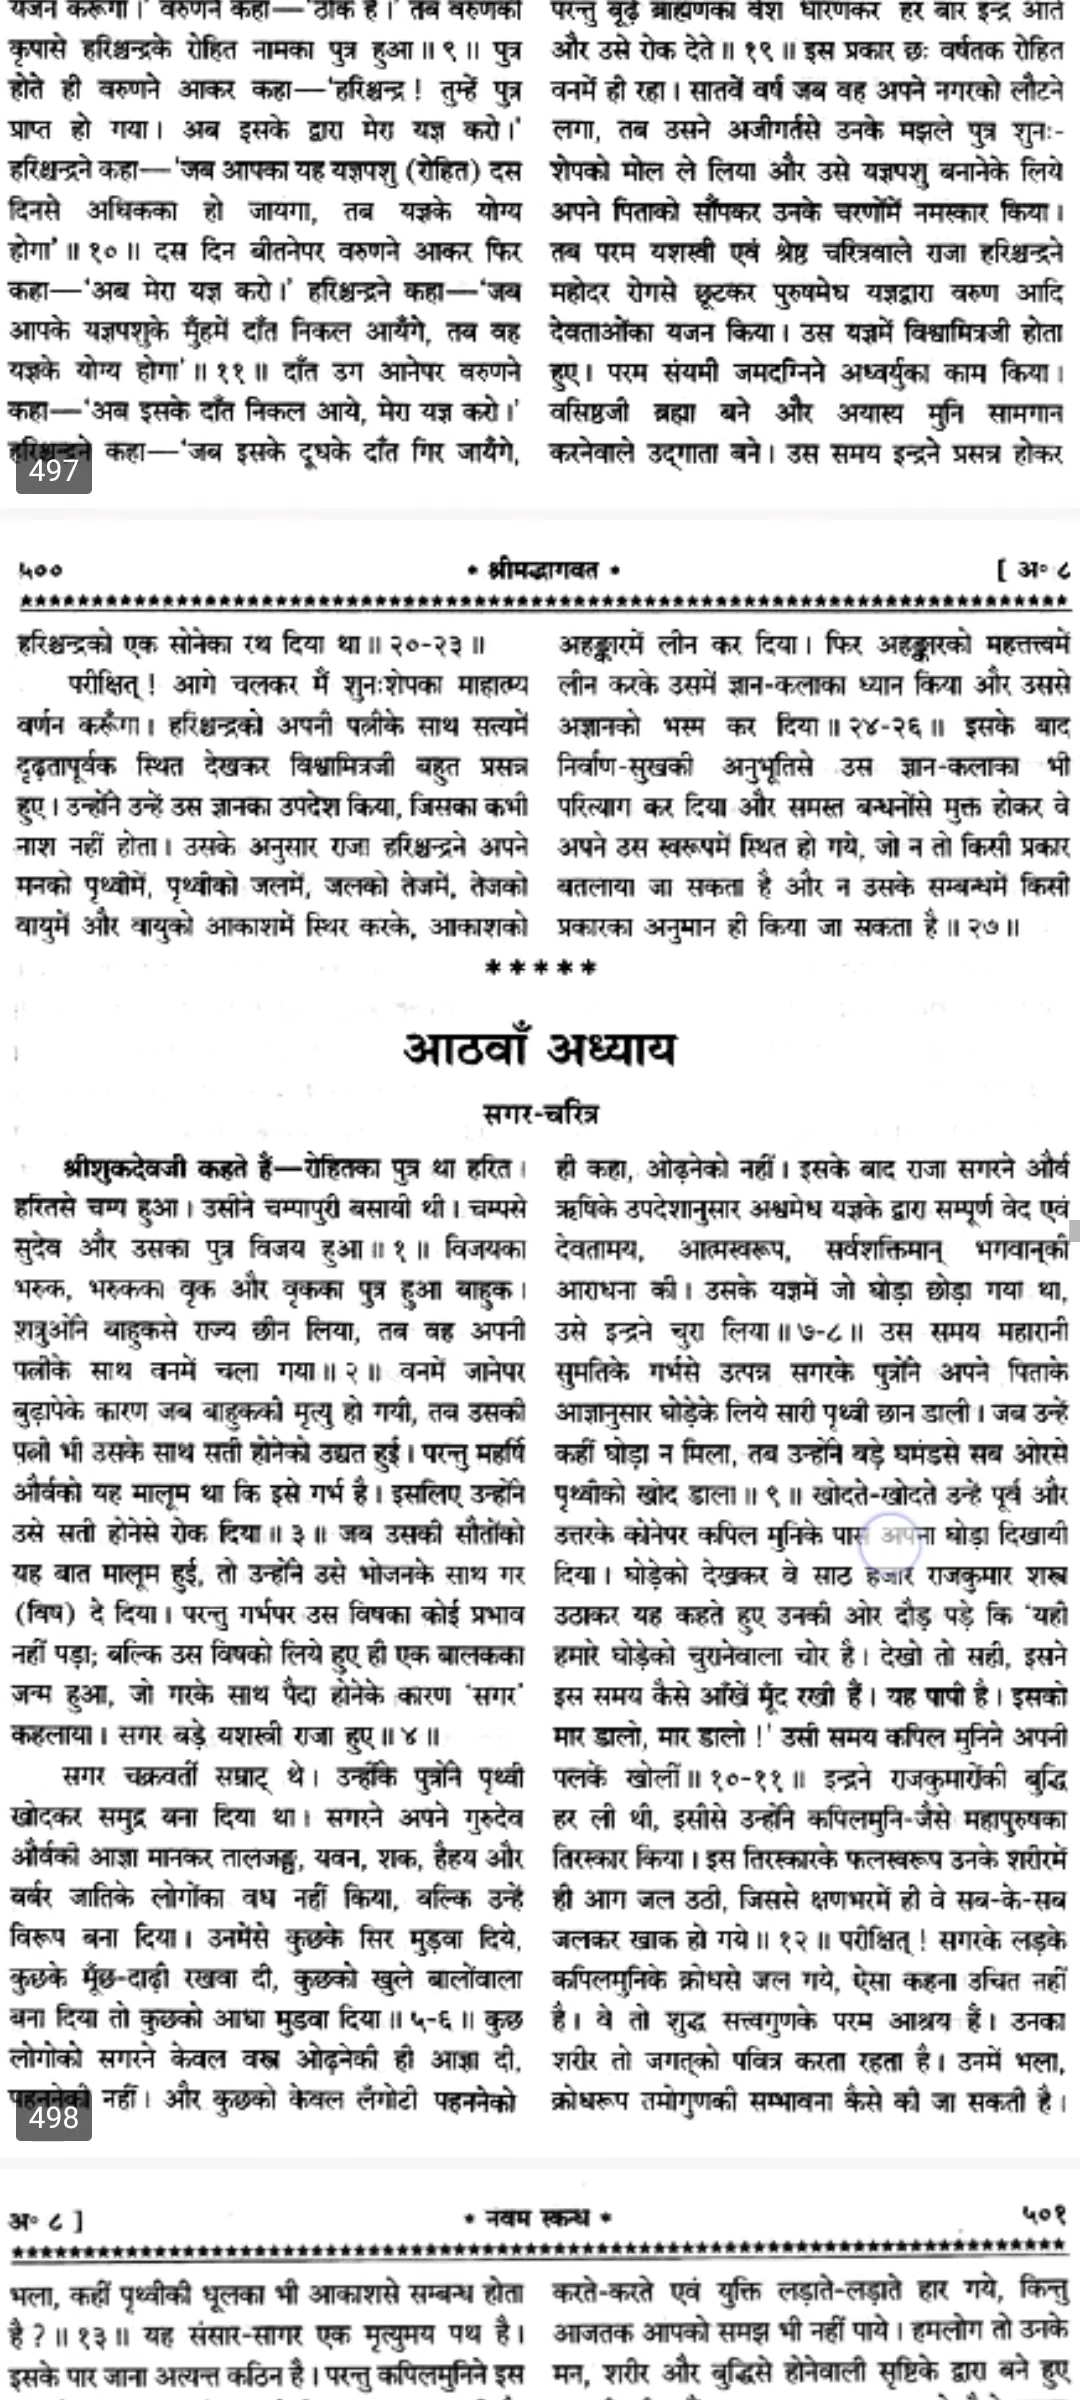 यजन करूँगा।' वरुणने कहा—'ठीक है।' तब वरुणकी
कृपासे हरिश्चन्द्रके रोहित नामका पुत्र हुआ॥ ९॥ पुत्र
होते ही वरुणने आकर कहा—'हरिश्चन्द्र! तुम्हें पुत्र
प्राप्त हो गया। अब इसके द्वारा मेरा यज्ञ करो।'
हरिश्चन्द्रने कहा—'जब आपका यह यज्ञपशु (रोहित) दस
दिनसे अधिकका हो जायगा, तब यज्ञके योग्य
होगा'॥ १०॥ दस दिन बीतनेपर वरुणने आकर फिर
कहा—'अब मेरा यज्ञ करो।' हरिश्चन्द्रने कहा—'जब
आपके यज्ञपशुके मुँहमें दाँत निकल आयेंगे, तब वह
यज्ञके योग्य होगा'॥ ११॥ दाँत उग आनेपर वरुणने
कहा—'अब इसके दाँत निकल आये, मेरा यज्ञ करो।'
हरिश्चन्द्रने कहा—'जब इसके दूधके दाँत गिर जायँगे,
497
परन्तु बूढ़े ब्राह्मणका वेश धारणकर हर बार इन्द्र आते
और उसे रोक देते॥ १९॥ इस प्रकार छः वर्षतक रोहित
वनमें ही रहा। सातवें वर्ष जब वह अपने नगरको लौटने
लगा, तब उसने अजीगर्तसे उनके मझले पुत्र शुनः-
शेपको मोल ले लिया और उसे यज्ञपशु बनानेके लिये
अपने पिताको सौंपकर उनके चरणोंमें नमस्कार किया।
तब परम यशस्वी एवं श्रेष्ठ चरित्रवाले राजा हरिश्चन्द्रने
महोदर रोगसे छूटकर पुरुषमेध यज्ञद्वारा वरुण आदि
देवताओंका यजन किया। उस यज्ञमें विश्वामित्रजी होता
हुए। परम संयमी जमदग्निने अध्वर्युका काम किया।
वसिष्ठजी ब्रह्मा बने और अयास्य मुनि सामगान
करनेवाले उद्‌गाता बने। उस समय इन्द्रने प्रसन्न होकर
५०० * श्रीमद्भागवत * [ अ० ८
हरिश्चन्द्रको एक सोनेका रथ दिया था॥ २०-२३॥
परीक्षित्! आगे चलकर मैं शुनःशेपका माहात्म्य
वर्णन करूँगा। हरिश्चन्द्रको अपनी पत्नीके साथ सत्यमें
दृढ़तापूर्वक स्थित देखकर विश्वामित्रजी बहुत प्रसन्न
हुए। उन्होंने उन्हें उस ज्ञानका उपदेश किया, जिसका कभी
नाश नहीं होता। उसके अनुसार राजा हरिश्चन्द्रने अपने
मनको पृथ्वीमें, पृथ्वीको जलमें, जलको तेजमें, तेजको
वायुमें और वायुको आकाशमें स्थिर करके, आकाशको
अहङ्कारमें लीन कर दिया। फिर अहङ्कारको महत्तत्त्वमें
लीन करके उसमें ज्ञान-कलाका ध्यान किया और उससे
अज्ञानको भस्म कर दिया॥ २४-२६॥ इसके बाद
निर्वाण-सुखकी अनुभूतिसे उस ज्ञान-कलाका भी
परित्याग कर दिया और समस्त बन्धनोंसे मुक्त होकर वे
अपने उस स्वरूपमें स्थित हो गये, जो न तो किसी प्रकार
बतलाया जा सकता है और न उसके सम्बन्धमें किसी
प्रकारका अनुमान ही किया जा सकता है॥ २७॥
*****
आठवाँ अध्याय
सगर-चरित्र
श्रीशुकदेवजी कहते हैं—रोहितका पुत्र था हरित।
हरितसे चम्प हुआ। उसीने चम्पापुरी बसायी थी। चम्पसे
सुदेव और उसका पुत्र विजय हुआ॥ १॥ विजयका
भरुक, भरुकका वृक और वृकका पुत्र हुआ बाहुक।
शत्रुओंने बाहुकसे राज्य छीन लिया, तब वह अपनी
पत्नीके साथ वनमें चला गया॥ २॥ वनमें जानेपर
बुढ़ापेके कारण जब बाहुककी मृत्यु हो गयी, तब उसकी
पत्नी भी उसके साथ सती होनेको उद्यत हुई। परन्तु महर्षि
और्वको यह मालूम था कि इसे गर्भ है। इसलिए उन्होंने
उसे सती होनेसे रोक दिया॥ ३॥ जब उसकी सौतोंको
यह बात मालूम हुई, तो उन्होंने उसे भोजनके साथ गर
(विष) दे दिया। परन्तु गर्भपर उस विषका कोई प्रभाव
नहीं पड़ा; बल्कि उस विषको लिये हुए ही एक बालकका
जन्म हुआ, जो गरके साथ पैदा होनेके कारण 'सगर'
कहलाया। सगर बड़े यशस्वी राजा हुए॥ ४॥
सगर चक्रवर्ती सम्राट् थे। उन्हींके पुत्रोंने पृथ्वी
खोदकर समुद्र बना दिया था। सगरने अपने गुरुदेव
और्वकी आज्ञा मानकर तालजङ्घ, यवन, शक, हैहय और
बर्बर जातिके लोगोंका वध नहीं किया, बल्कि उन्हें
विरूप बना दिया। उनमेंसे कुछके सिर मुड़वा दिये,
कुछके मूँछ-दाढ़ी रखवा दी, कुछको खुले बालोंवाला
बना दिया तो कुछको आधा मुड़वा दिया॥ ५-६॥ कुछ
लोगोंको सगरने केवल वस्त्र ओढ़नेकी ही आज्ञा दी,
पहननेकी नहीं। और कुछको केवल लँगोटी पहननेको
498
ही कहा, ओढ़नेको नहीं। इसके बाद राजा सगरने और्व
ऋषिके उपदेशानुसार अश्वमेध यज्ञके द्वारा सम्पूर्ण वेद एवं
देवतामय, आत्मस्वरूप, सर्वशक्तिमान् भगवान्‌की
आराधना की। उसके यज्ञमें जो घोड़ा छोड़ा गया था,
उसे इन्द्रने चुरा लिया॥ ७-८॥ उस समय महारानी
सुमतिके गर्भसे उत्पन्न सगरके पुत्रोंने अपने पिताके
आज्ञानुसार घोड़ेके लिये सारी पृथ्वी छान डाली। जब उन्हें
कहीं घोड़ा न मिला, तब उन्होंने बड़े घमंडसे सब ओरसे
पृथ्वीको खोद डाला॥ ९॥ खोदते-खोदते उन्हें पूर्व और
उत्तरके कोनेपर कपिल मुनिके पास अपना घोड़ा दिखायी
दिया। घोड़ेको देखकर वे साठ हजार राजकुमार शस्त्र
उठाकर यह कहते हुए उनकी ओर दौड़ पड़े कि 'यही
हमारे घोड़ेको चुरानेवाला चोर है। देखो तो सही, इसने
इस समय कैसे आँखें मूँद रखी हैं। यह पापी है। इसको
मार डालो, मार डालो!' उसी समय कपिल मुनिने अपनी
पलकें खोलीं॥ १०-११॥ इन्द्रने राजकुमारोंकी बुद्धि
हर ली थी, इसीसे उन्होंने कपिलमुनि-जैसे महापुरुषका
तिरस्कार किया। इस तिरस्कारके फलस्वरूप उनके शरीरमें
ही आग जल उठी, जिससे क्षणभरमें ही वे सब-के-सब
जलकर खाक हो गये॥ १२॥ परीक्षित्! सगरके लड़के
कपिलमुनिके क्रोधसे जल गये, ऐसा कहना उचित नहीं
है। वे तो शुद्ध सत्त्वगुणके परम आश्रय हैं। उनका
शरीर तो जगत्‌को पवित्र करता रहता है। उनमें भला,
क्रोधरूप तमोगुणकी सम्भावना कैसे की जा सकती है।
अ० ८ ] * नवम स्कन्ध * ५०१
भला, कहीं पृथ्वीकी धूलका भी आकाशसे सम्बन्ध होता
है?॥ १३॥ यह संसार-सागर एक मृत्युमय पथ है।
इसके पार जाना अत्यन्त कठिन है। परन्तु कपिलमुनिने इस
करते-करते एवं युक्ति लड़ाते-लड़ाते हार गये, किन्तु
आजतक आपको समझ भी नहीं पाये। हमलोग तो उनके
मन, शरीर और बुद्धिसे होनेवाली सृष्टिके द्वारा बने हुए